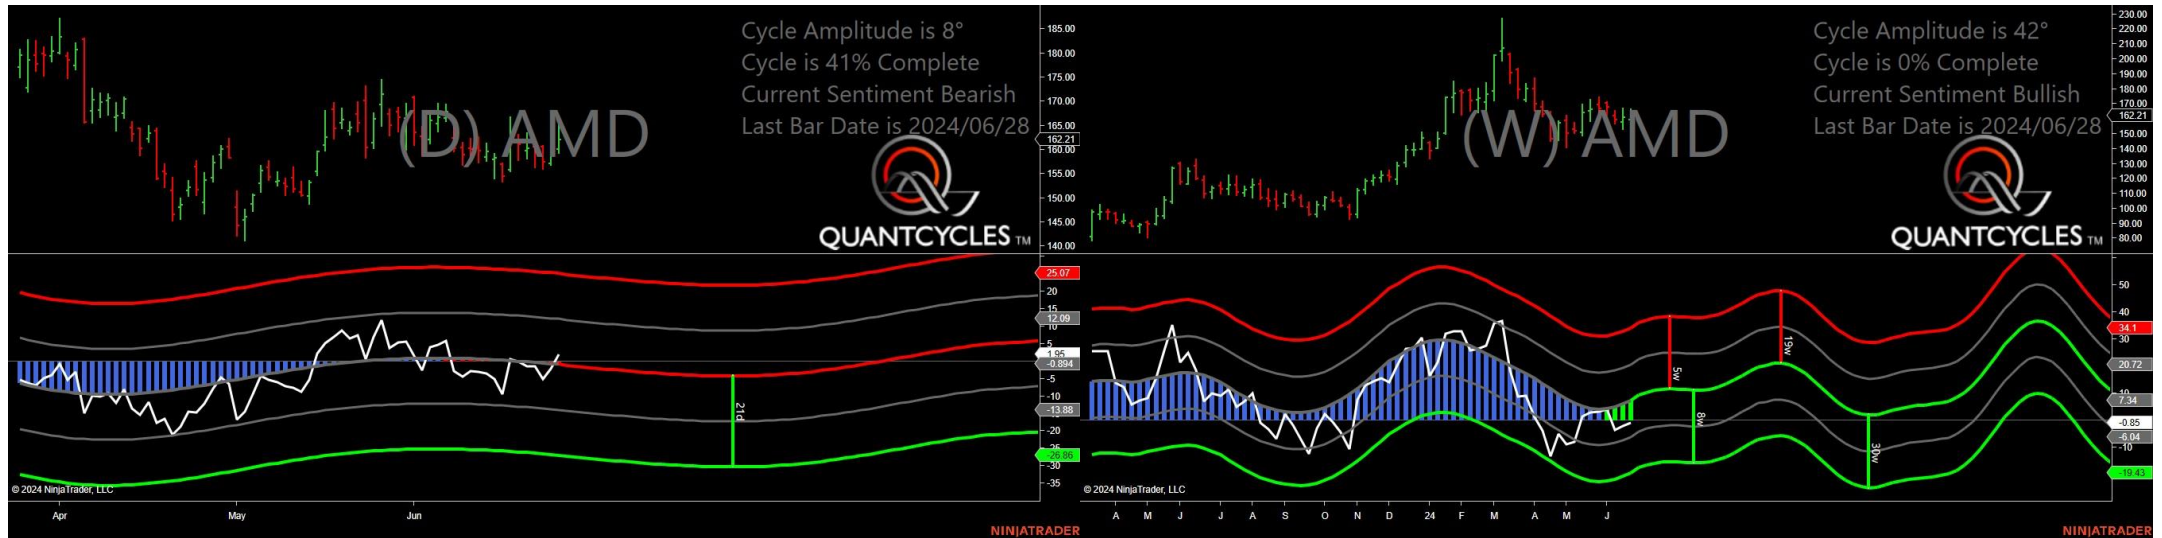 Cycle Amplitude is 8°
Cycle is 41% Complete
Current Sentiment Bearish
Last Bar Date is 2024/06/28
(D) AMD
QUANTCYCLES TM
185.00
180.00
175.00
170.00
165.00
162.21
160.00
155.00
150.00
145.00
140.00
25.07
20
15
12.09
10
5
1.95
-0.894
-5
-10
-13.88
-20
-26.86
-30
-35
21d
© 2024 NinjaTrader, LLC
Apr May Jun
NINJATRADER
Cycle Amplitude is 42°
Cycle is 0% Complete
Current Sentiment Bullish
Last Bar Date is 2024/06/28
(W) AMD
QUANTCYCLES TM
230.00
220.00
210.00
200.00
190.00
180.00
170.00
162.21
150.00
140.00
130.00
120.00
110.00
100.00
90.00
80.00
50
40
34.1
30
20.72
10
7.34
-0.85
-6.04
-10
-19.43
5w
19w
8w
30w
© 2024 NinjaTrader, LLC
A M J J A S O N D 24 F M A M J
NINJATRADER